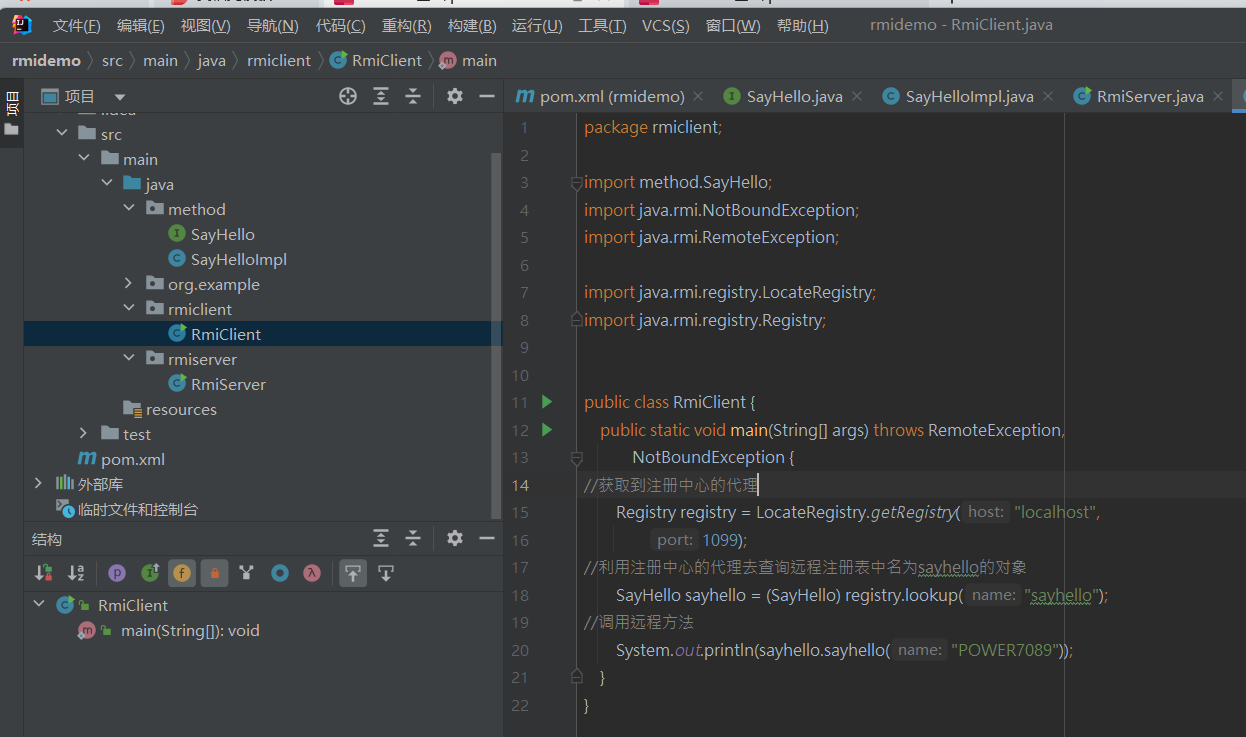 文件(F) 编辑(E) 视图(V) 导航(N) 代码(C) 重构(R) 构建(B) 运行(U) 工具(T) VCS(S) 窗口(W) 帮助(H) rmidemo - RmiClient.java
rmidemo src main java rmiclient RmiClient main
项目
项目
pom.xml (rmidemo) SayHello.java SayHelloImpl.java RmiServer.java
src
main
java
method
SayHello
SayHelloImpl
org.example
rmiclient
RmiClient
rmiserver
RmiServer
resources
test
pom.xml
外部库
临时文件和控制台
结构
RmiClient
main(String[]): void
1 package rmiclient;
2
3 import method.SayHello;
4 import java.rmi.NotBoundException;
5 import java.rmi.RemoteException;
6
7 import java.rmi.registry.LocateRegistry;
8 import java.rmi.registry.Registry;
9
10
11 public class RmiClient {
12 public static void main(String[] args) throws RemoteException,
13 NotBoundException {
14 //获取到注册中心的代理
15 Registry registry = LocateRegistry.getRegistry( host: "localhost",
16 port: 1099);
17 //利用注册中心的代理去查询远程注册表中名为sayhello的对象
18 SayHello sayhello = (SayHello) registry.lookup( name: "sayhello");
19 //调用远程方法
20 System.out.println(sayhello.sayhello( name: "POWER7089"));
21 }
22 }